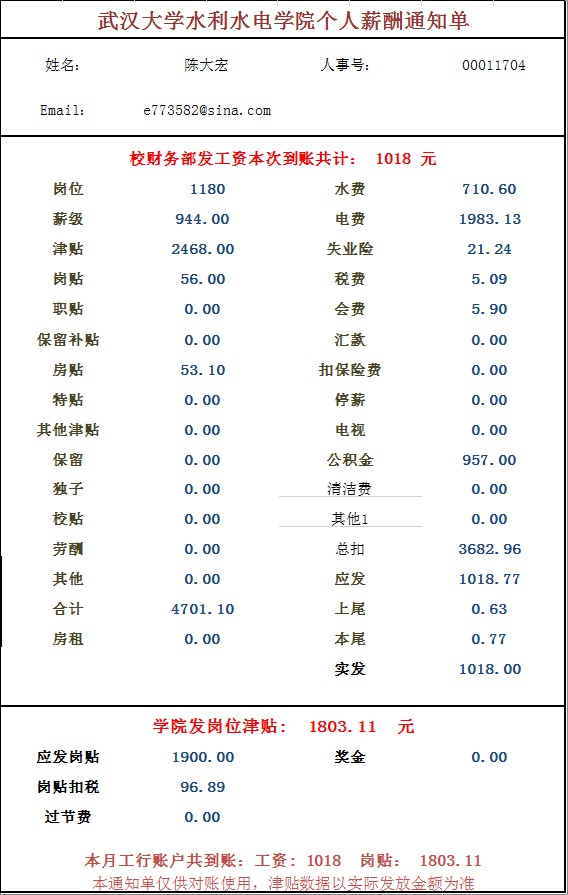 武汉大学水利水电学院个人薪酬通知单
姓名: 陈大宏 人事号: 00011704
Email: e773582@sina.com
校财务部发工资本次到账共计: 1018 元
岗位 1180 水费 710.60
薪级 944.00 电费 1983.13
津贴 2468.00 失业险 21.24
岗贴 56.00 税费 5.09
职贴 0.00 会费 5.90
保留补贴 0.00 汇款 0.00
房贴 53.10 扣保险费 0.00
特贴 0.00 停薪 0.00
其他津贴 0.00 电视 0.00
保留 0.00 公积金 957.00
独子 0.00 清洁费 0.00
校贴 0.00 其他1 0.00
劳酬 0.00 总扣 3682.96
其他 0.00 应发 1018.77
合计 4701.10 上尾 0.63
房租 0.00 本尾 0.77
实发 1018.00
学院发岗位津贴: 1803.11 元
应发岗贴 1900.00 奖金 0.00
岗贴扣税 96.89
过节费 0.00
本月工行账户共到账:工资: 1018 岗贴: 1803.11
本通知单仅供对账使用，津贴数据以实际发放金额为准